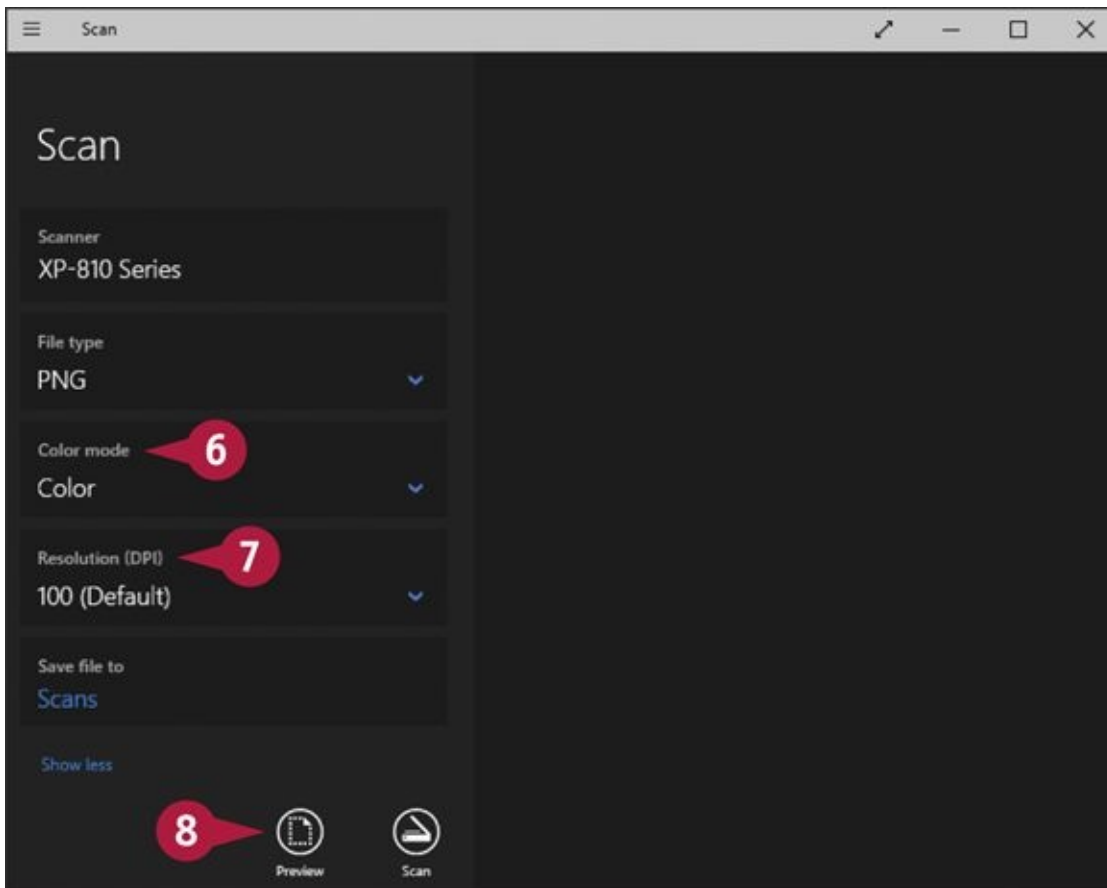 Scan
Scan
Scanner
XP-810 Series
File type
PNG
Color mode
6
Color
Resolution (DPI)
7
100 (Default)
Save file to
Scans
Show less
8
Preview
Scan